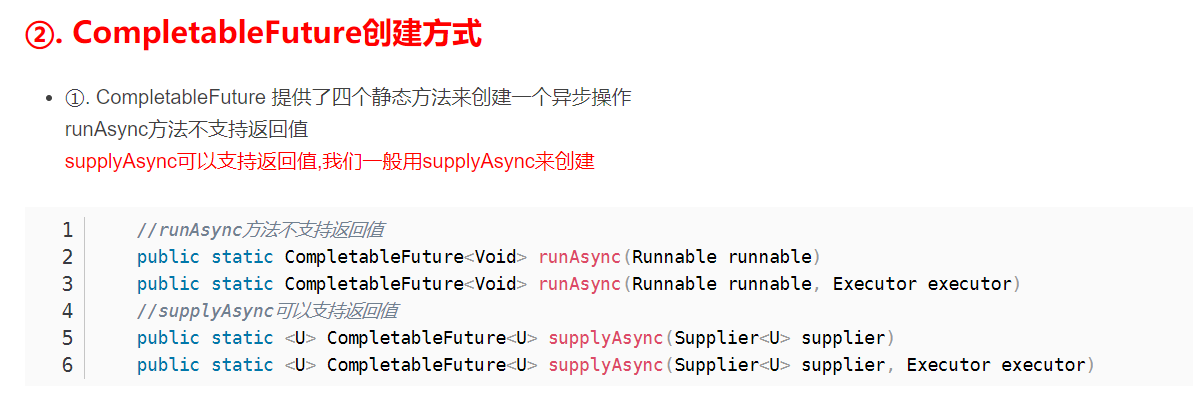 ②. CompletableFuture创建方式
①. CompletableFuture 提供了四个静态方法来创建一个异步操作
runAsync方法不支持返回值
supplyAsync可以支持返回值,我们一般用supplyAsync来创建
1 //runAsync方法不支持返回值
2 public static CompletableFuture<Void> runAsync(Runnable runnable)
3 public static CompletableFuture<Void> runAsync(Runnable runnable, Executor executor)
4 //supplyAsync可以支持返回值
5 public static <U> CompletableFuture<U> supplyAsync(Supplier<U> supplier)
6 public static <U> CompletableFuture<U> supplyAsync(Supplier<U> supplier, Executor executor)